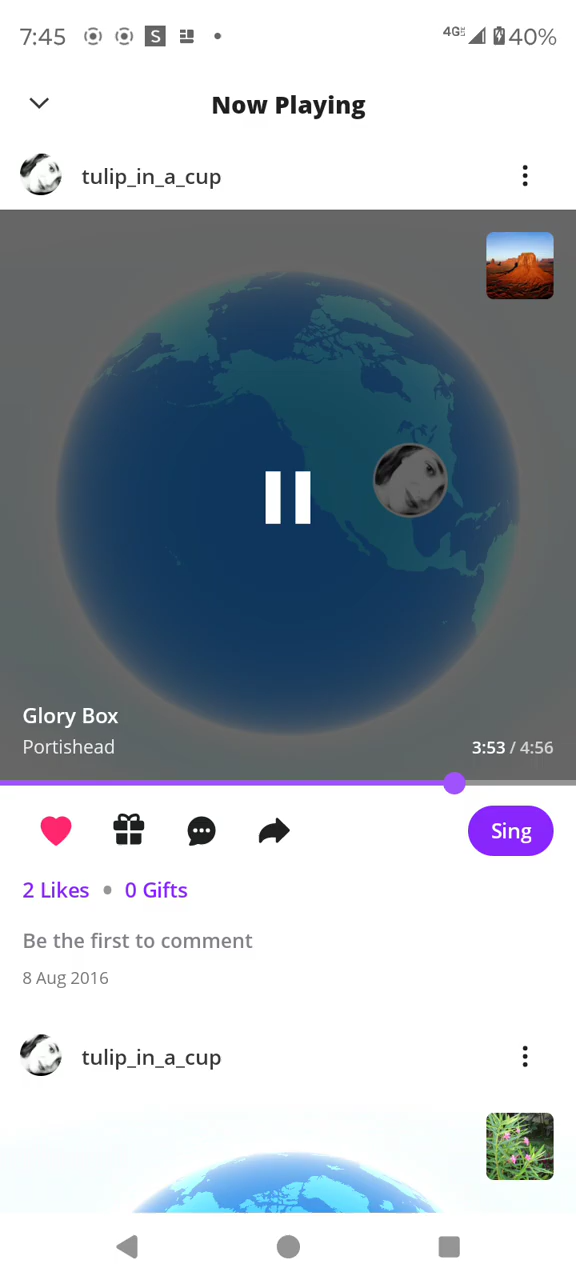 7:45
S
4G
40%
Now Playing
tulip_in_a_cup
Glory Box
Portishead
3:53 / 4:56
Sing
2 Likes • 0 Gifts
Be the first to comment
8 Aug 2016
tulip_in_a_cup